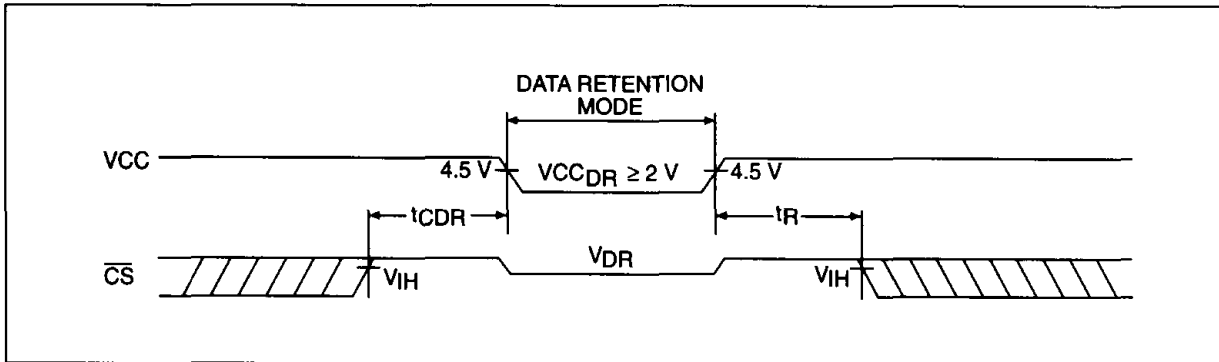 DATA RETENTION
MODE
VCC
4.5 V
VCCDR ≥ 2 V
4.5 V
tCDR
tR
CS
VIH
VDR
VIH